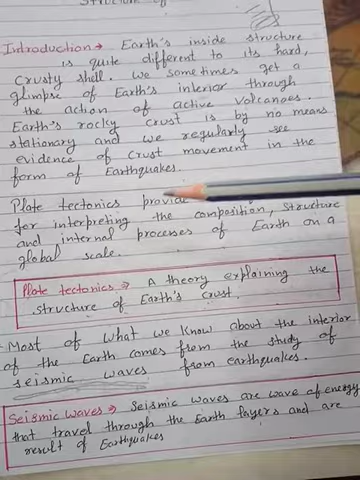 Structure of
Introduction → Earth's inside structure
is quite different to its hard,
crusty shell. We sometimes get a
glimpse of Earth's interior through
the action of active volcanoes.
Earth's rocky crust is by no means
stationary and we regularly see
evidence of crust movement in the
form of Earthquakes.
Plate tectonics provide
for interpreting the composition, structure
and internal processes of Earth on a
global scale.
Plate tectonics → A theory explaining the
structure of Earth's crust
Most of what we know about the interior
of the Earth comes from the study of
seismic waves from earthquakes.
Seismic waves → Seismic waves are wave of energy
that travel through the Earth layers and are
result of Earthquakes